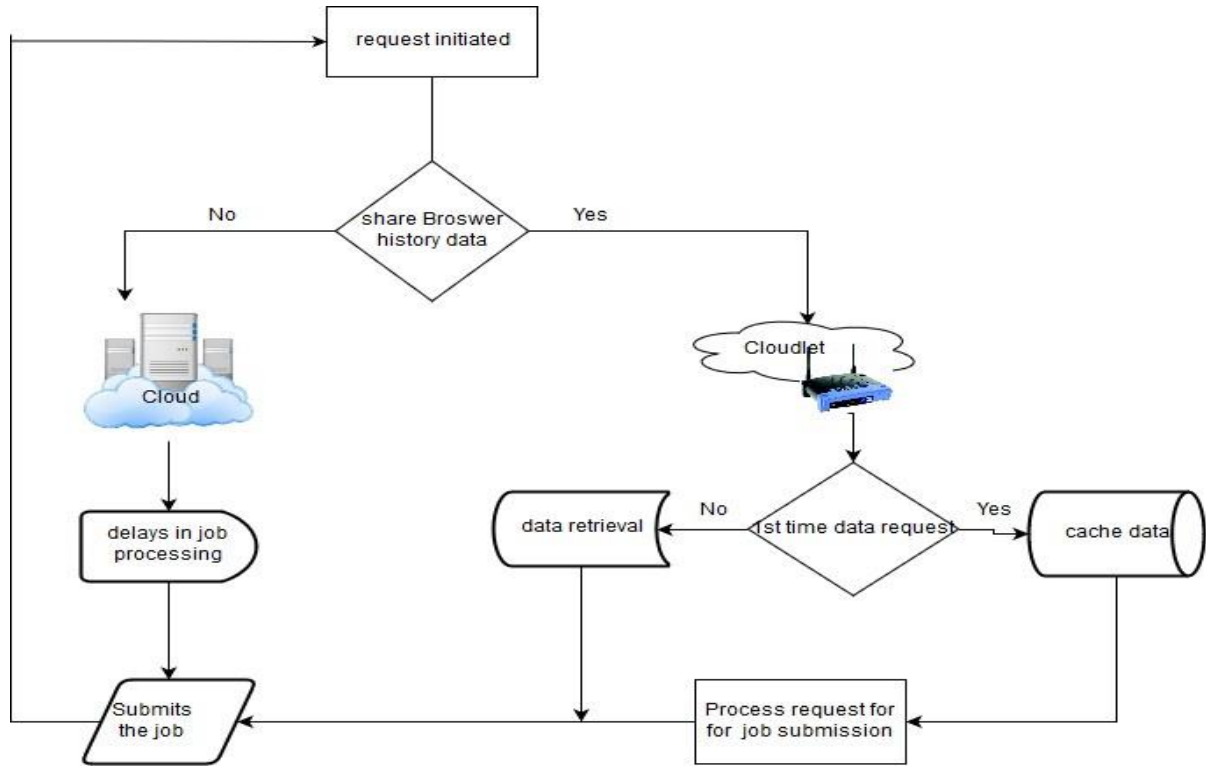 request initiated
No
share Broswer
history data
Yes
Cloud
Cloudlet
delays in job
processing
data retrieval
No
1st time data request
Yes
cache data
Submits
the job
Process request for
for job submission